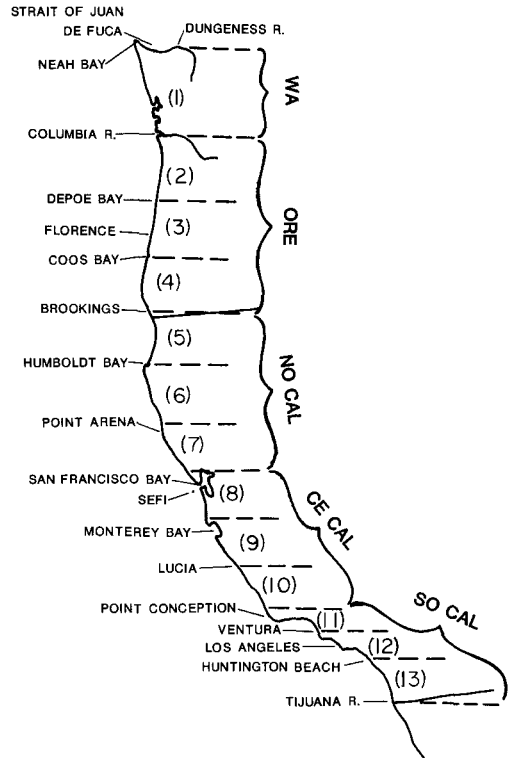 STRAIT OF JUAN
DE FUCA
DUNGENESS R.
NEAH BAY
(1)
WA
COLUMBIA R.
(2)
DEPOE BAY
ORE
FLORENCE
(3)
COOS BAY
(4)
BROOKINGS
(5)
NO CAL
HUMBOLDT BAY
(6)
POINT ARENA
(7)
SAN FRANCISCO BAY
(8)
SEFI
CE CAL
MONTEREY BAY
(9)
LUCIA
(10)
POINT CONCEPTION
(11)
SO CAL
VENTURA
(12)
LOS ANGELES
HUNTINGTON BEACH
(13)
TIJUANA R.